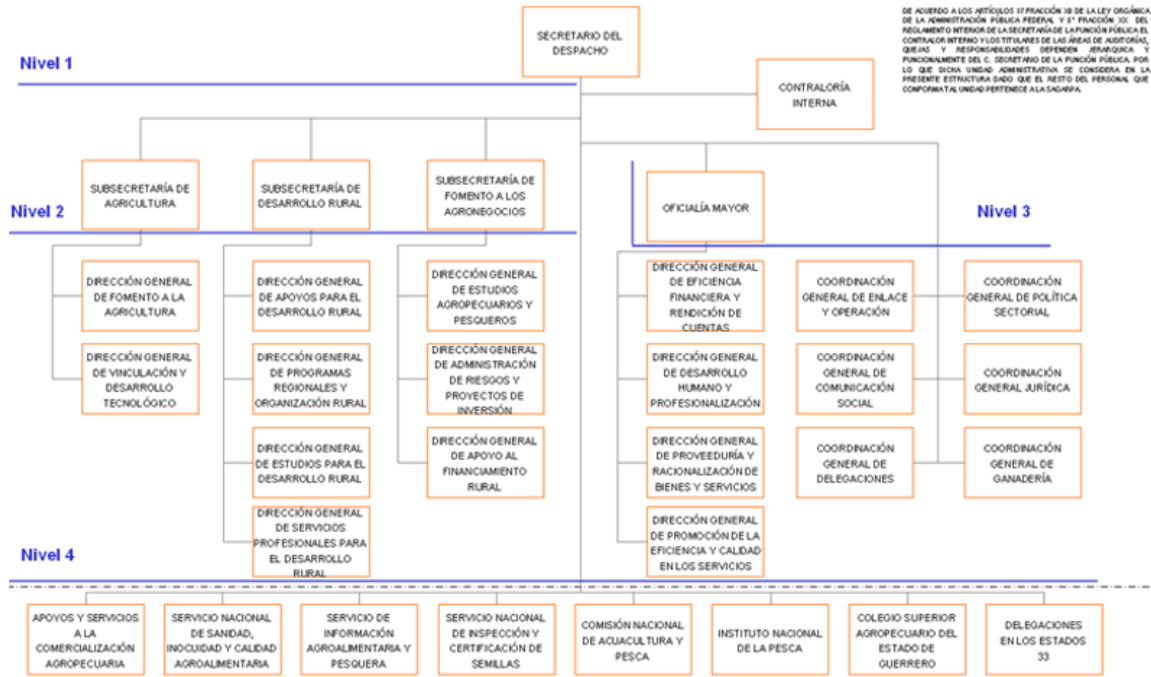 DE ACUERDO A LOS ARTÍCULOS 37 FRACCIÓN XII DE LA LEY ORGÁNICA
DE LA ADMINISTRACIÓN PÚBLICA FEDERAL Y 5° FRACCIÓN XX DEL
REGLAMENTO INTERIOR DE LA SECRETARÍA DE LA FUNCIÓN PÚBLICA EL
CONTRALOR INTERNO Y LOS TITULARES DE LAS ÁREAS DE AUDITORÍAS,
QUEJAS Y RESPONSABILIDADES DEPENDEN JERARQUICA Y
FUNCIONALMENTE DEL C. SECRETARIO DE LA FUNCIÓN PÚBLICA. POR
LO QUE DICHA UNIDAD ADMINISTRATIVA SE CONSIDERA EN LA
PRESENTE ESTRUCTURA DADO QUE EL RESTO DEL PERSONAL QUE
CONFORMA TAL UNIDAD PERTENECE A LA SAGARPA.
SECRETARIO DEL
DESPACHO
Nivel 1
CONTRALORÍA
INTERNA
SUBSECRETARÍA DE
AGRICULTURA
SUBSECRETARÍA DE
DESARROLLO RURAL
SUBSECRETARÍA DE
FOMENTO A LOS
AGRONEGOCIOS
OFICIALÍA MAYOR
Nivel 2
Nivel 3
DIRECCIÓN GENERAL
DE FOMENTO A LA
AGRICULTURA
DIRECCIÓN GENERAL
DE APOYOS PARA EL
DESARROLLO RURAL
DIRECCIÓN GENERAL
DE ESTUDIOS
AGROPECUARIOS Y
PESQUEROS
DIRECCIÓN GENERAL
DE EFICIENCIA
FINANCIERA Y
RENDICIÓN DE
CUENTAS
COORDINACIÓN
GENERAL DE ENLACE
Y OPERACIÓN
COORDINACIÓN
GENERAL DE POLÍTICA
SECTORIAL
DIRECCIÓN GENERAL
DE VINCULACIÓN Y
DESARROLLO
TECNOLÓGICO
DIRECCIÓN GENERAL
DE PROGRAMAS
REGIONALES Y
ORGANIZACIÓN RURAL
DIRECCIÓN GENERAL
DE ADMINISTRACIÓN
DE RIESGOS Y
PROYECTOS DE
INVERSIÓN
DIRECCIÓN GENERAL
DE DESARROLLO
HUMANO Y
PROFESIONALIZACIÓN
COORDINACIÓN
GENERAL DE
COMUNICACIÓN
SOCIAL
COORDINACIÓN
GENERAL JURÍDICA
DIRECCIÓN GENERAL
DE ESTUDIOS PARA EL
DESARROLLO RURAL
DIRECCIÓN GENERAL
DE APOYO AL
FINANCIAMIENTO
RURAL
DIRECCIÓN GENERAL
DE PROVEEDURÍA Y
RACIONALIZACIÓN DE
BIENES Y SERVICIOS
COORDINACIÓN
GENERAL DE
DELEGACIONES
COORDINACIÓN
GENERAL DE
GANADERÍA
DIRECCIÓN GENERAL
DE SERVICIOS
PROFESIONALES PARA
EL DESARROLLO
RURAL
DIRECCIÓN GENERAL
DE PROMOCIÓN DE LA
EFICIENCIA Y CALIDAD
EN LOS SERVICIOS
Nivel 4
APOYOS Y SERVICIOS
A LA
COMERCIALIZACIÓN
AGROPECUARIA
SERVICIO NACIONAL
DE SANIDAD,
INOCUIDAD Y CALIDAD
AGROALIMENTARIA
SERVICIO DE
INFORMACIÓN
AGROALIMENTARIA Y
PESQUERA
SERVICIO NACIONAL
DE INSPECCIÓN Y
CERTIFICACIÓN DE
SEMILLAS
COMISIÓN NACIONAL
DE ACUACULTURA Y
PESCA
INSTITUTO NACIONAL
DE LA PESCA
COLEGIO SUPERIOR
AGROPECUARIO DEL
ESTADO DE
GUERRERO
DELEGACIONES
EN LOS ESTADOS
33